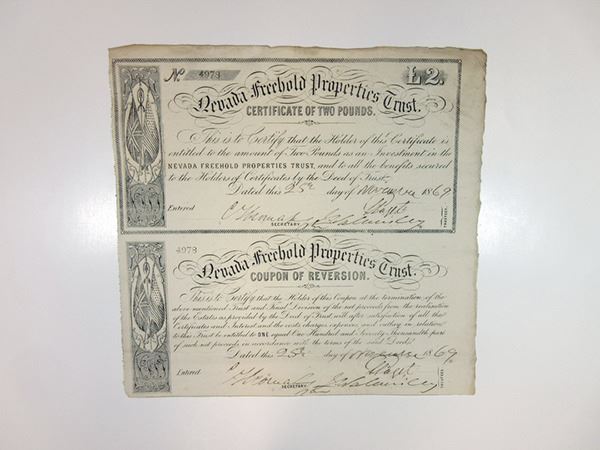 No. 4973 £2.
Nevada Freehold Properties Trust.
CERTIFICATE OF TWO POUNDS.
This is to Certify that the Holder of this Certificate is
entitled to the amount of Two Pounds as an Investment in the
NEVADA FREEHOLD PROPERTIES TRUST, and to all the benefits secured
to the Holders of Certificates by the Deed of Trust.
Dated this 25th day of November 1869
Entered
SECRETARY. TRUSTEES.
4973
Nevada Freehold Properties Trust.
COUPON OF REVERSION.
This is to Certify that the Holder of this Coupon at the termination of the
above mentioned Trust and Final Division of the net proceeds from the realisation
of the Estates as provided by the Deed of Trust will after satisfaction of all the
Certificates and Interest and the costs charges expenses, and outlay in relation
to this Trust be entitled to ONE equal One Hundred and Seventy Thousandth part
of such net proceeds in accordance with the terms of the said Deed.
Dated this 25th day of November 1869
Entered
SECRETARY. TRUSTEES.